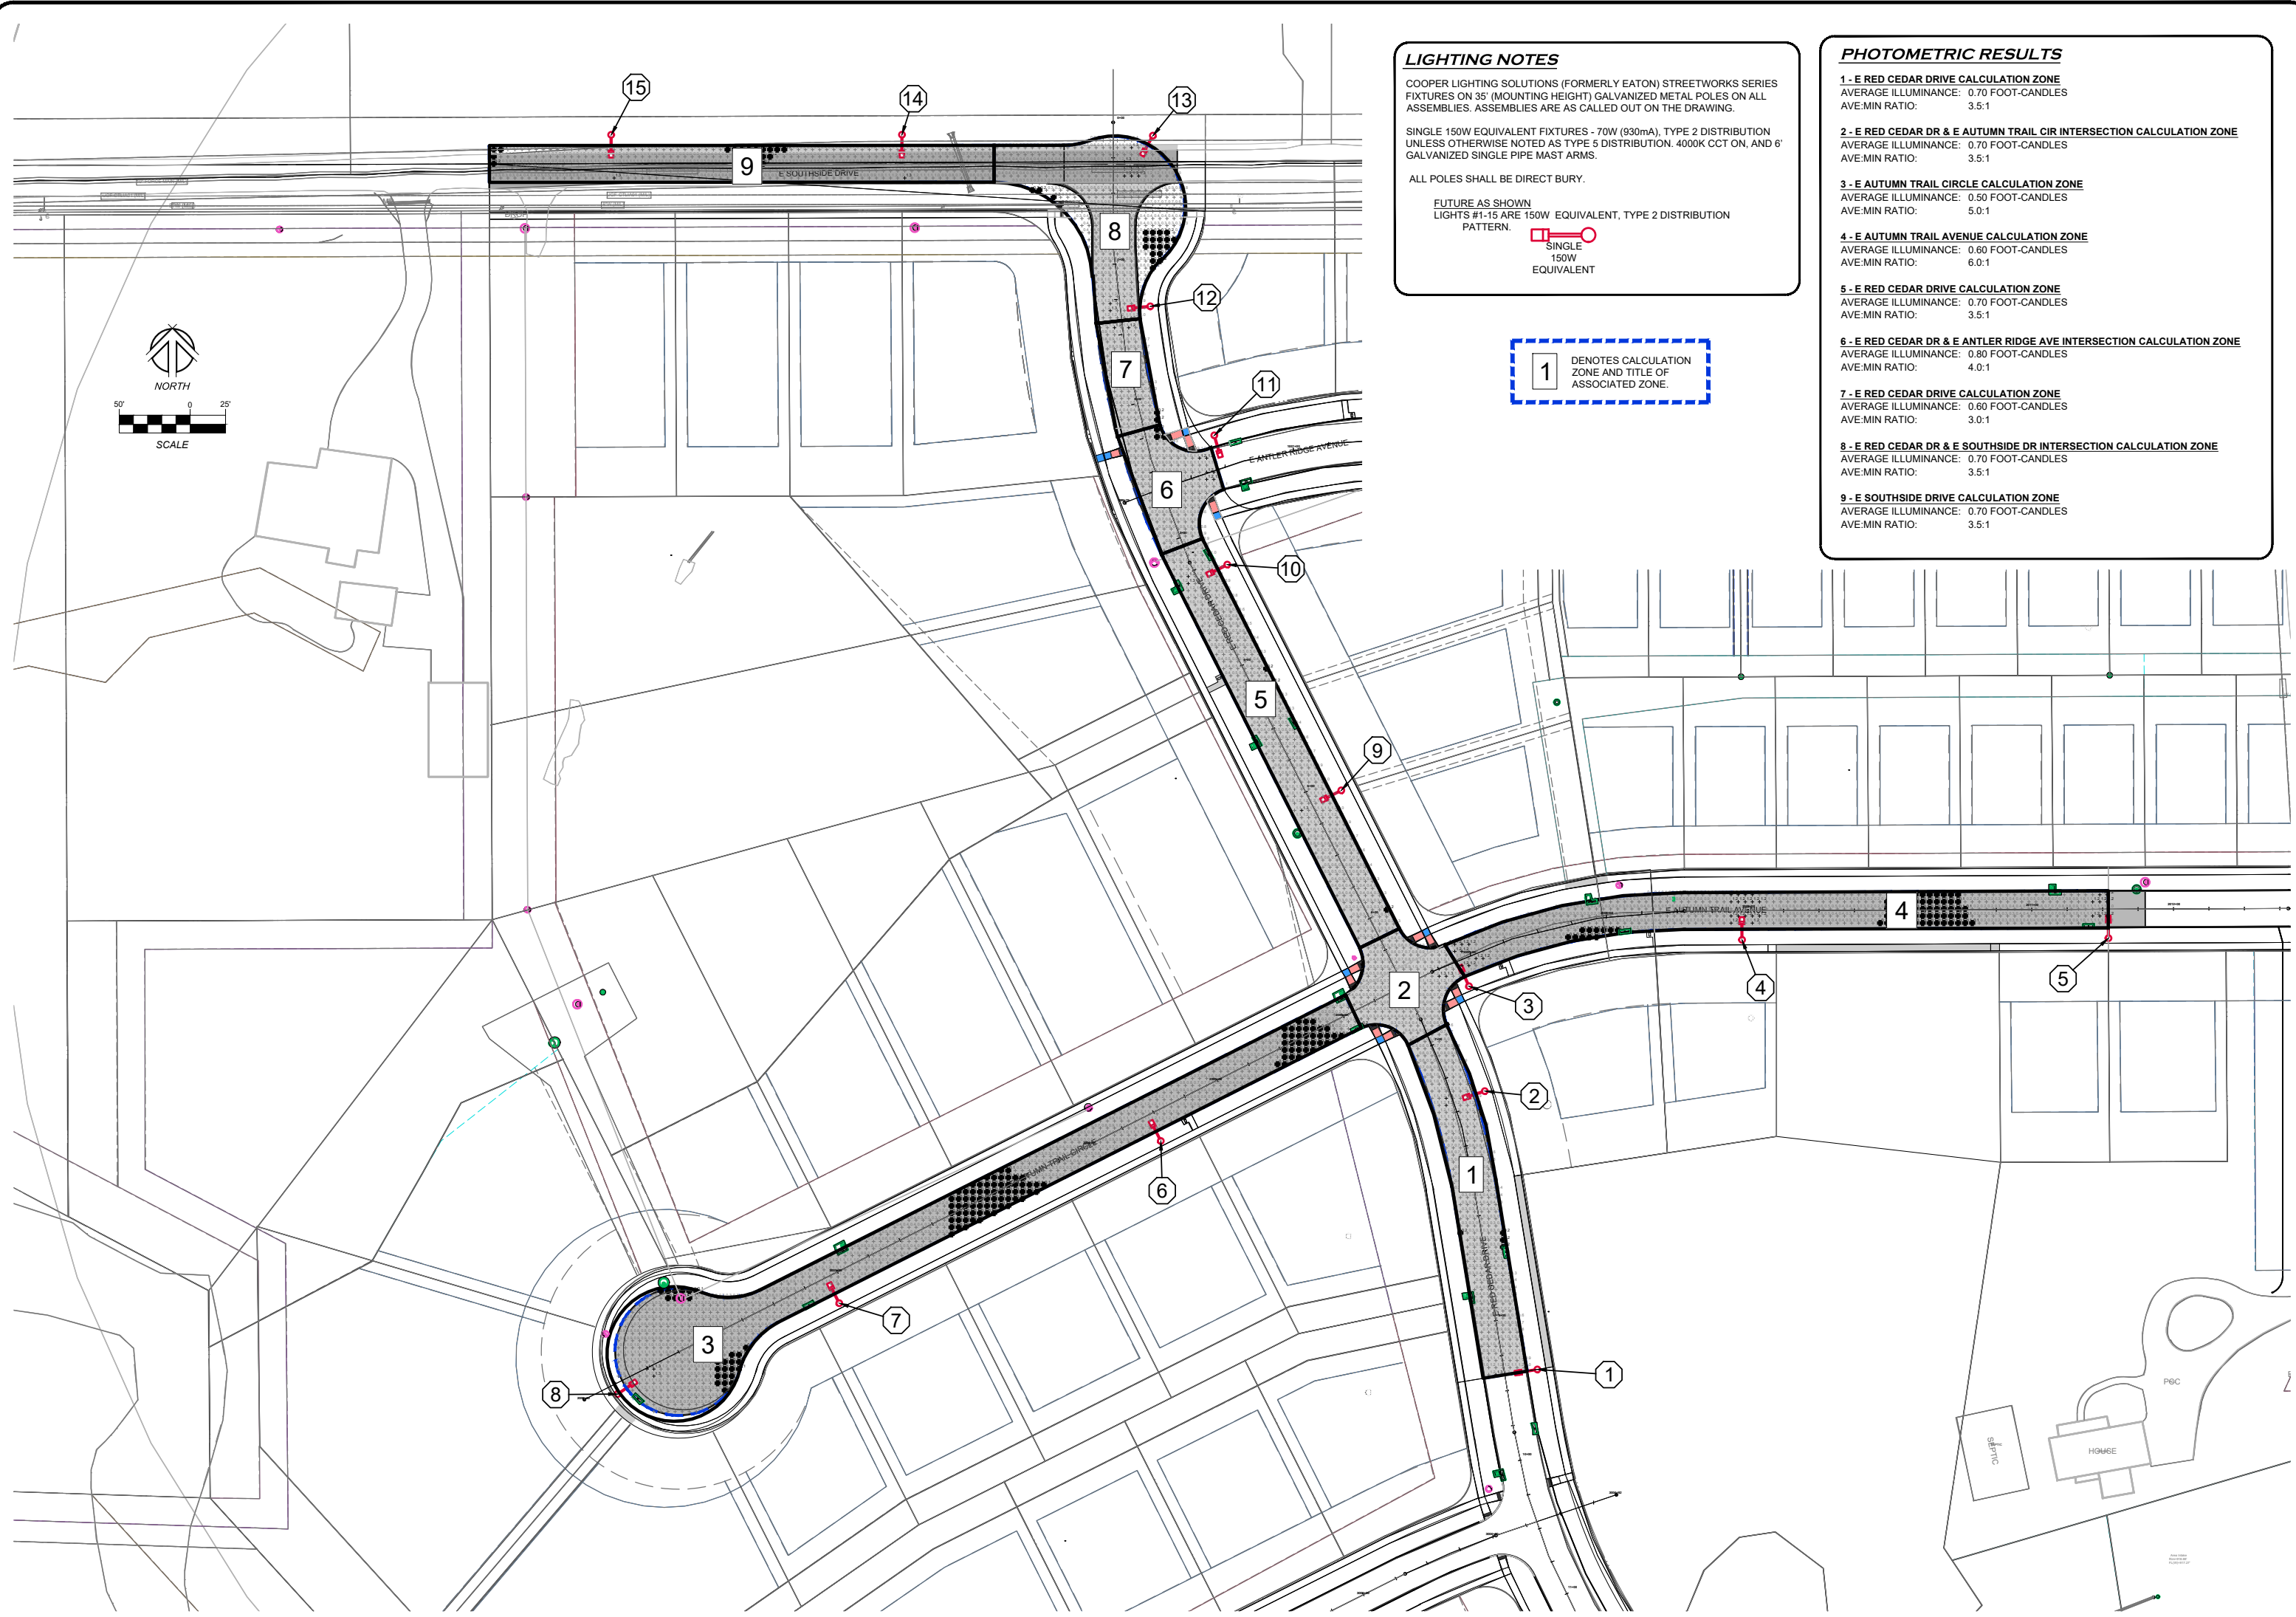 LIGHTING NOTES
COOPER LIGHTING SOLUTIONS (FORMERLY EATON) STREETWORKS SERIES
FIXTURES ON 35' (MOUNTING HEIGHT) GALVANIZED METAL POLES ON ALL
ASSEMBLIES. ASSEMBLIES ARE AS CALLED OUT ON THE DRAWING.
SINGLE 150W EQUIVALENT FIXTURES - 70W (930mA), TYPE 2 DISTRIBUTION
UNLESS OTHERWISE NOTED AS TYPE 5 DISTRIBUTION. 4000K CCT ON, AND 6'
GALVANIZED SINGLE PIPE MAST ARMS.
ALL POLES SHALL BE DIRECT BURY.
FUTURE AS SHOWN
LIGHTS #1-15 ARE 150W EQUIVALENT, TYPE 2 DISTRIBUTION
PATTERN.
SINGLE
150W
EQUIVALENT
PHOTOMETRIC RESULTS
1 - E RED CEDAR DRIVE CALCULATION ZONE
AVERAGE ILLUMINANCE: 0.70 FOOT-CANDLES
AVE:MIN RATIO: 3.5:1
2 - E RED CEDAR DR & E AUTUMN TRAIL CIR INTERSECTION CALCULATION ZONE
AVERAGE ILLUMINANCE: 0.70 FOOT-CANDLES
AVE:MIN RATIO: 3.5:1
3 - E AUTUMN TRAIL CIRCLE CALCULATION ZONE
AVERAGE ILLUMINANCE: 0.50 FOOT-CANDLES
AVE:MIN RATIO: 5.0:1
4 - E AUTUMN TRAIL AVENUE CALCULATION ZONE
AVERAGE ILLUMINANCE: 0.60 FOOT-CANDLES
AVE:MIN RATIO: 6.0:1
5 - E RED CEDAR DRIVE CALCULATION ZONE
AVERAGE ILLUMINANCE: 0.70 FOOT-CANDLES
AVE:MIN RATIO: 3.5:1
6 - E RED CEDAR DR & E ANTLER RIDGE AVE INTERSECTION CALCULATION ZONE
AVERAGE ILLUMINANCE: 0.80 FOOT-CANDLES
AVE:MIN RATIO: 4.0:1
7 - E RED CEDAR DRIVE CALCULATION ZONE
AVERAGE ILLUMINANCE: 0.60 FOOT-CANDLES
AVE:MIN RATIO: 3.0:1
8 - E RED CEDAR DR & E SOUTHSIDE DR INTERSECTION CALCULATION ZONE
AVERAGE ILLUMINANCE: 0.70 FOOT-CANDLES
AVE:MIN RATIO: 3.5:1
9 - E SOUTHSIDE DRIVE CALCULATION ZONE
AVERAGE ILLUMINANCE: 0.70 FOOT-CANDLES
AVE:MIN RATIO: 3.5:1
1
DENOTES CALCULATION
ZONE AND TITLE OF
ASSOCIATED ZONE.
15
14
13
9
E SOUTHSIDE DRIVE
8
12
NORTH
50' 0 25'
SCALE
7
11
E ANTLER RIDGE AVENUE
6
10
E RED CEDAR DRIVE
5
9
4
E AUTUMN TRAIL AVENUE
2
3
4
5
2
AUTUMN TRAIL CIRCLE
6
1
E RED CEDAR DRIVE
7
3
8
1
SEPTIC
HOUSE